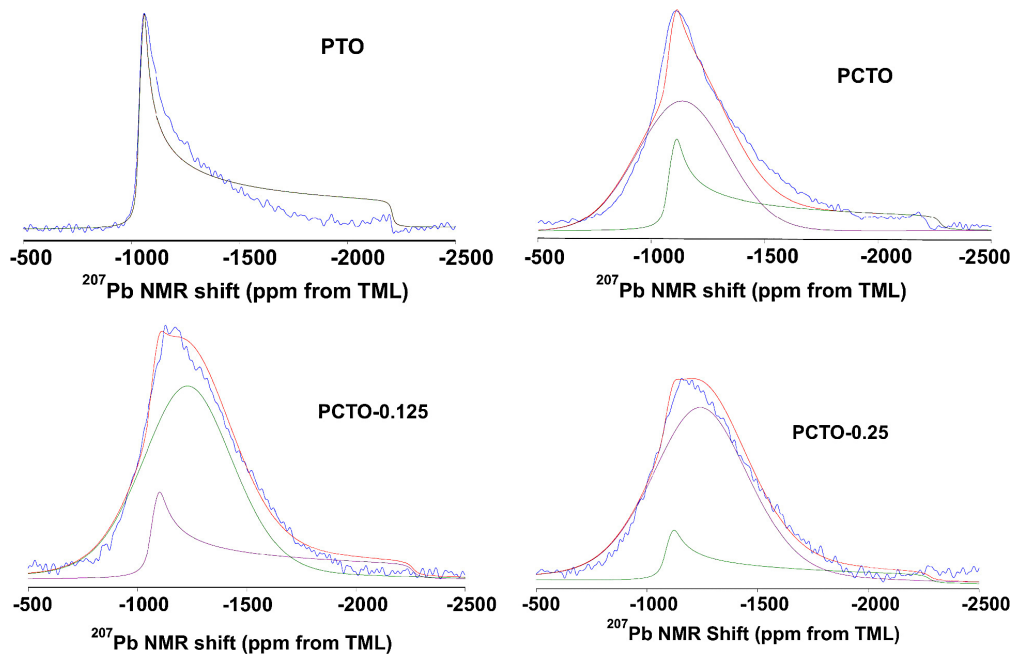 PTO
-500 -1000 -1500 -2000 -2500
²⁰⁷Pb NMR shift (ppm from TML)
PCTO
-500 -1000 -1500 -2000 -2500
²⁰⁷Pb NMR shift (ppm from TML)
PCTO-0.125
-500 -1000 -1500 -2000 -2500
²⁰⁷Pb NMR shift (ppm from TML)
PCTO-0.25
-500 -1000 -1500 -2000 -2500
²⁰⁷Pb NMR Shift (ppm from TML)